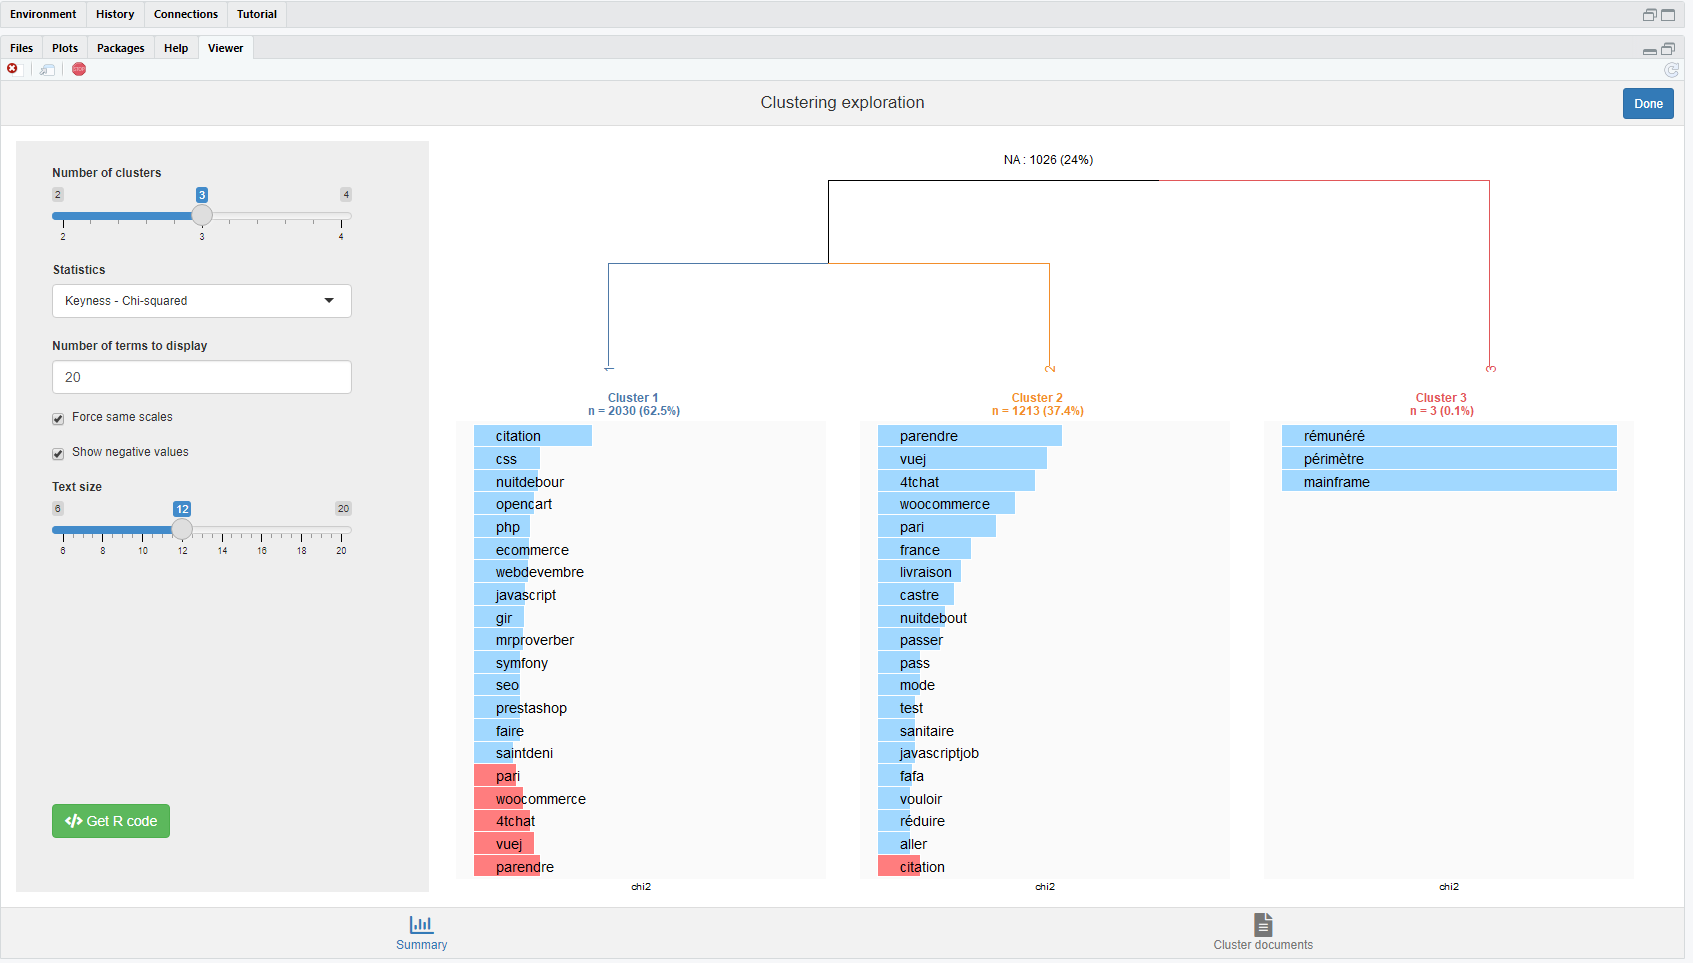 Environment History Connections Tutorial
Files Plots Packages Help Viewer
STOP
Clustering exploration
Done
Number of clusters
2 3 4
2 3 4
Statistics
Keyness - Chi-squared
Number of terms to display
20
Force same scales
Show negative values
Text size
6 12 20
6 8 10 12 14 16 18 20
Get R code
NA : 1026 (24%)
1 2 3
Cluster 1
n = 2030 (62.5%)
citation
css
nuitdebour
opencart
php
ecommerce
webdevembre
javascript
gir
mrproverber
symfony
seo
prestashop
faire
saintdeni
pari
woocommerce
4tchat
vuej
parendre
chi2
Cluster 2
n = 1213 (37.4%)
parendre
vuej
4tchat
woocommerce
pari
france
livraison
castre
nuitdebout
passer
pass
mode
test
sanitaire
javascriptjob
fafa
vouloir
réduire
aller
citation
chi2
Cluster 3
n = 3 (0.1%)
rémunéré
périmètre
mainframe
chi2
Summary
Cluster documents